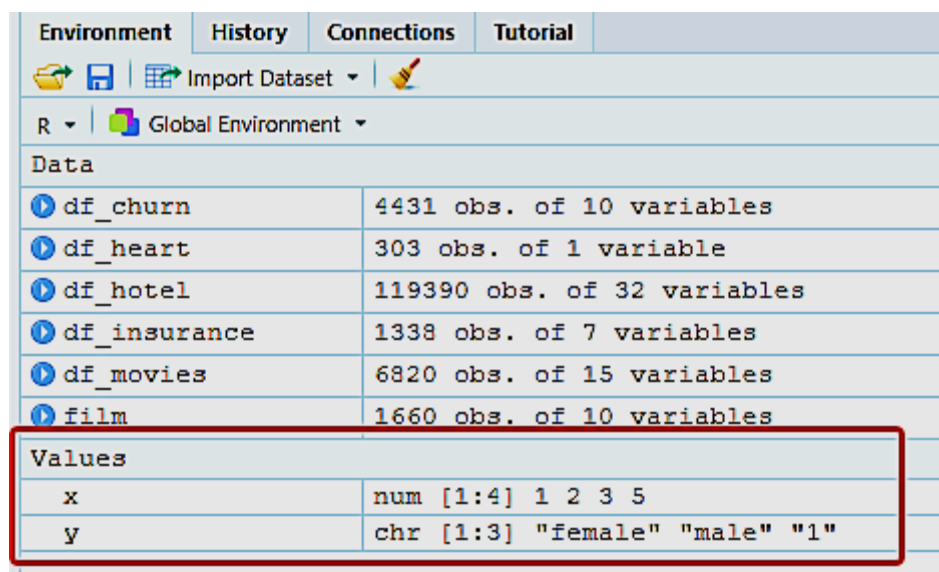 Environment History Connections Tutorial
Import Dataset
R Global Environment
Data
df_churn 4431 obs. of 10 variables
df_heart 303 obs. of 1 variable
df_hotel 119390 obs. of 32 variables
df_insurance 1338 obs. of 7 variables
df_movies 6820 obs. of 15 variables
film 1660 obs. of 10 variables
Values
x num [1:4] 1 2 3 5
y chr [1:3] "female" "male" "1"